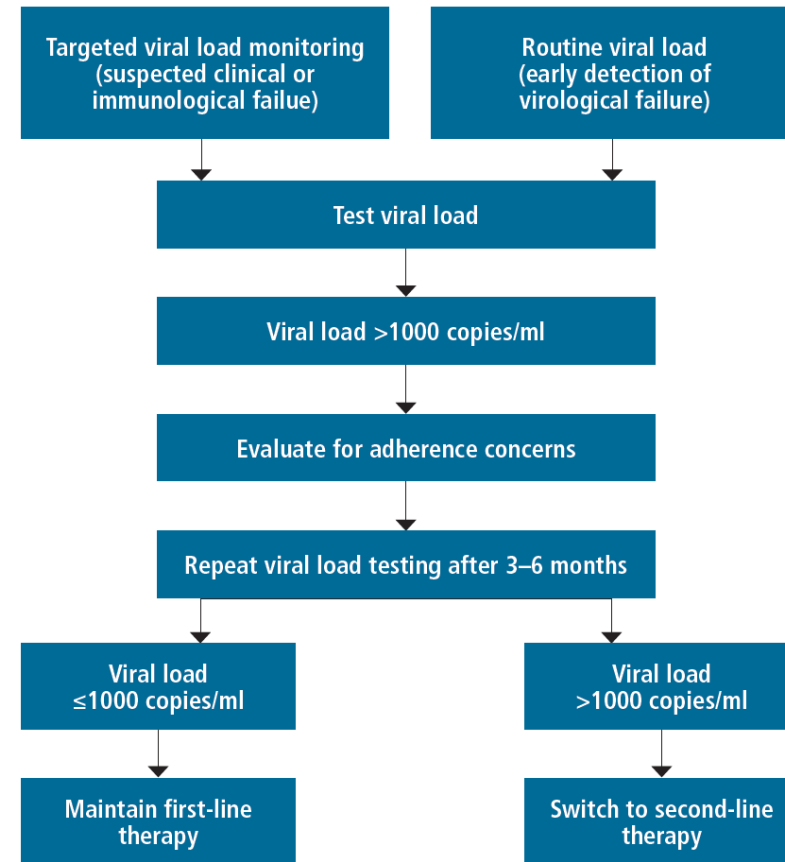 Targeted viral load monitoring
(suspected clinical or
immunological failue)
Routine viral load
(early detection of
virological failure)
Test viral load
Viral load >1000 copies/ml
Evaluate for adherence concerns
Repeat viral load testing after 3–6 months
Viral load
≤1000 copies/ml
Viral load
>1000 copies/ml
Maintain first-line
therapy
Switch to second-line
therapy